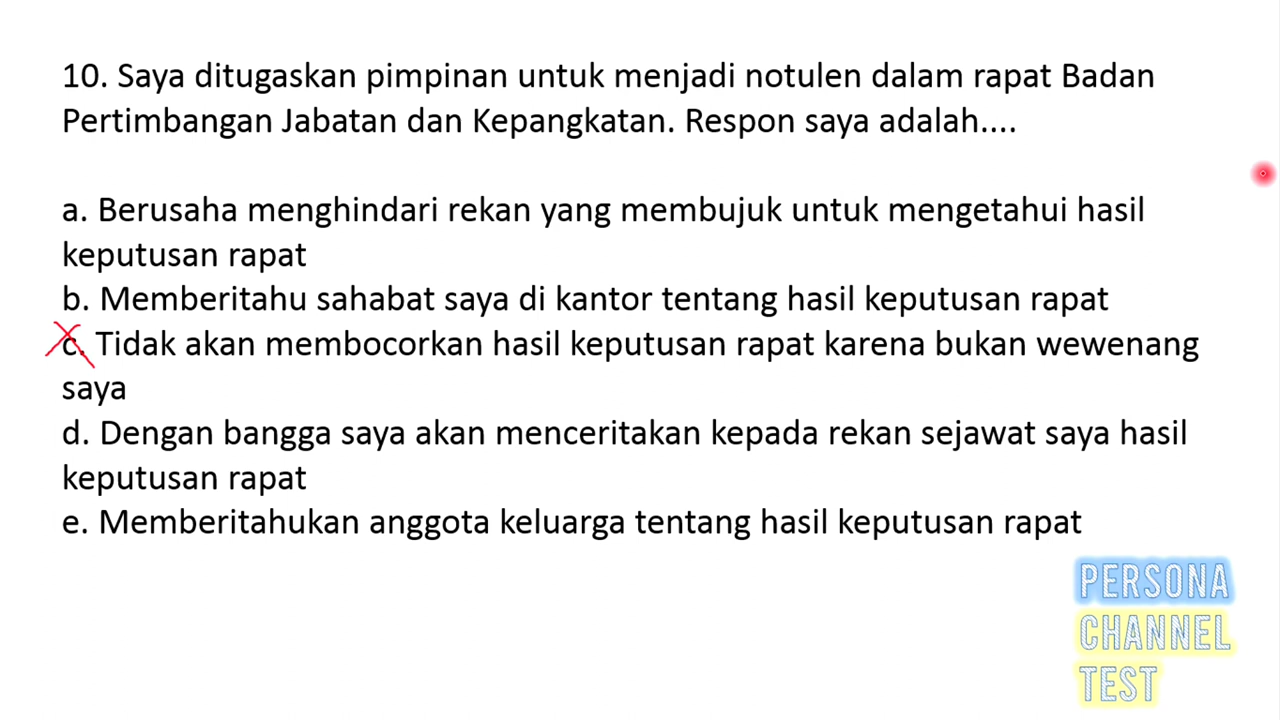 10. Saya ditugaskan pimpinan untuk menjadi notulen dalam rapat Badan
Pertimbangan Jabatan dan Kepangkatan. Respon saya adalah....
a. Berusaha menghindari rekan yang membujuk untuk mengetahui hasil
keputusan rapat
b. Memberitahu sahabat saya di kantor tentang hasil keputusan rapat
c. Tidak akan membocorkan hasil keputusan rapat karena bukan wewenang
saya
d. Dengan bangga saya akan menceritakan kepada rekan sejawat saya hasil
keputusan rapat
e. Memberitahukan anggota keluarga tentang hasil keputusan rapat
PERSONA
CHANNEL
TEST